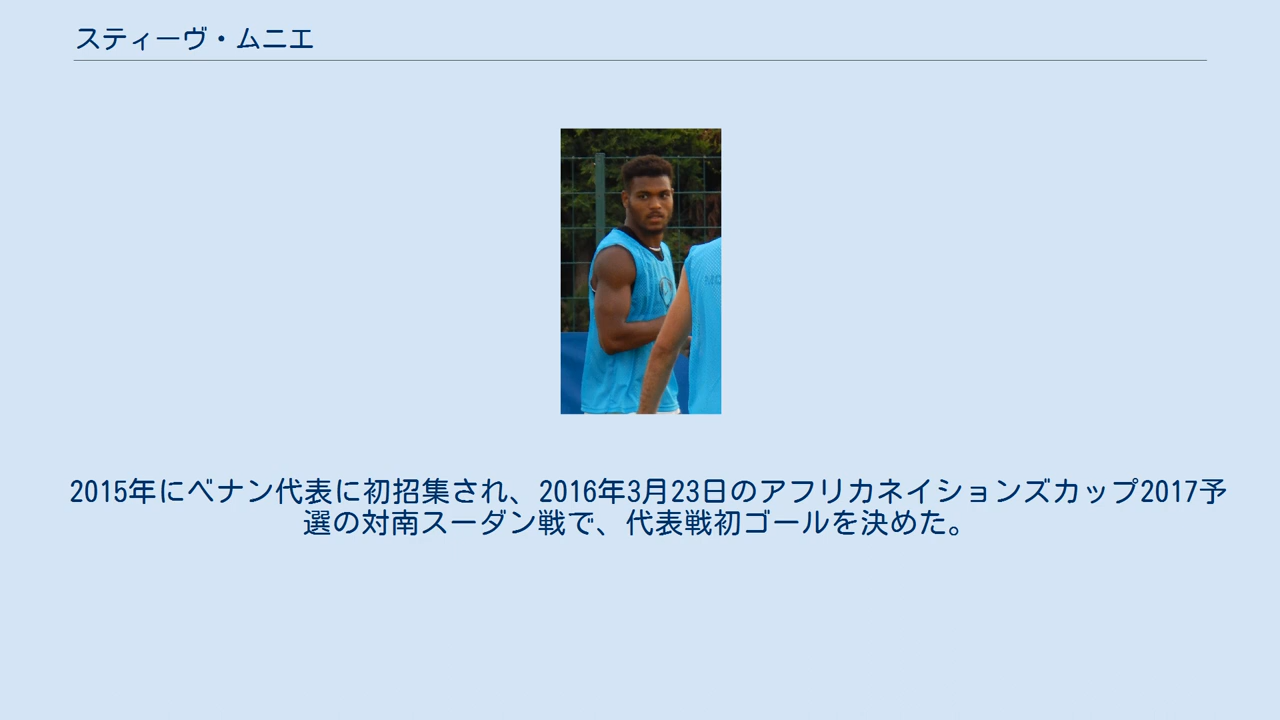 スティーヴ・ムニエ
2015年にベナン代表に初招集され、2016年3月23日のアフリカネイションズカップ2017予
選の対南スーダン戦で、代表戦初ゴールを決めた。